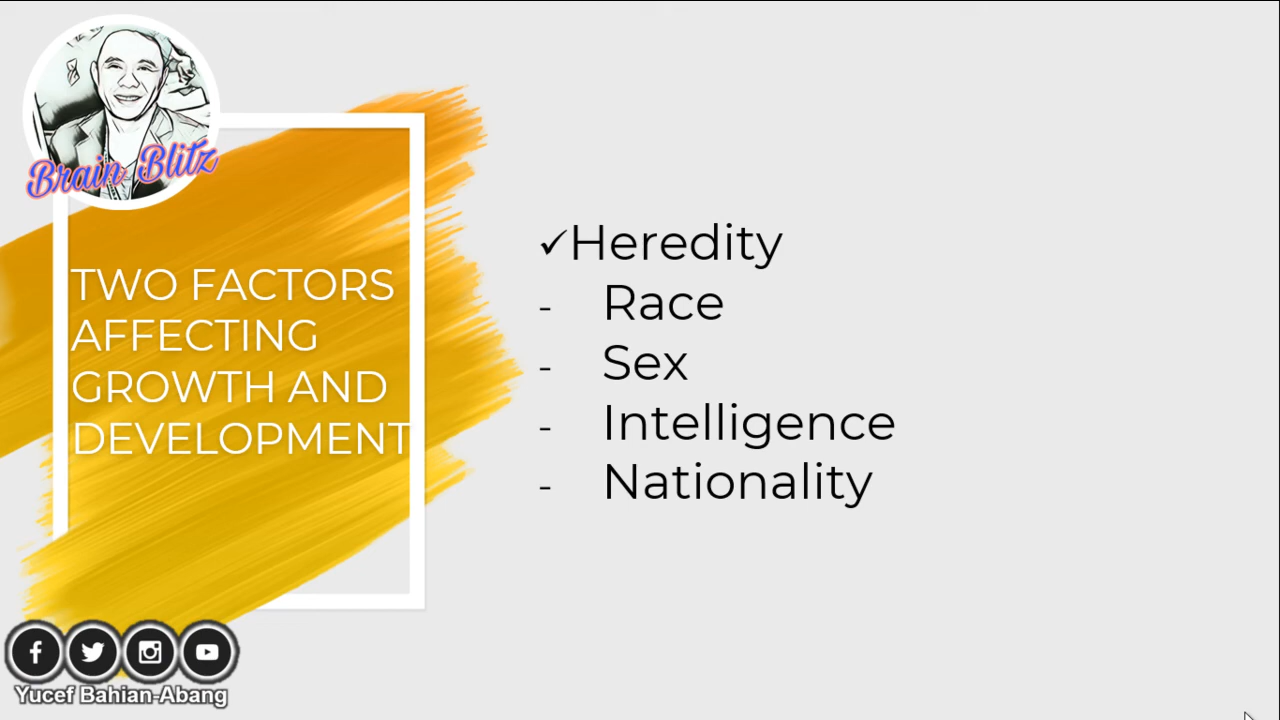 Brain Blitz
TWO FACTORS
AFFECTING
GROWTH AND
DEVELOPMENT
✓Heredity
- Race
- Sex
- Intelligence
- Nationality
Yucef Bahian-Abang